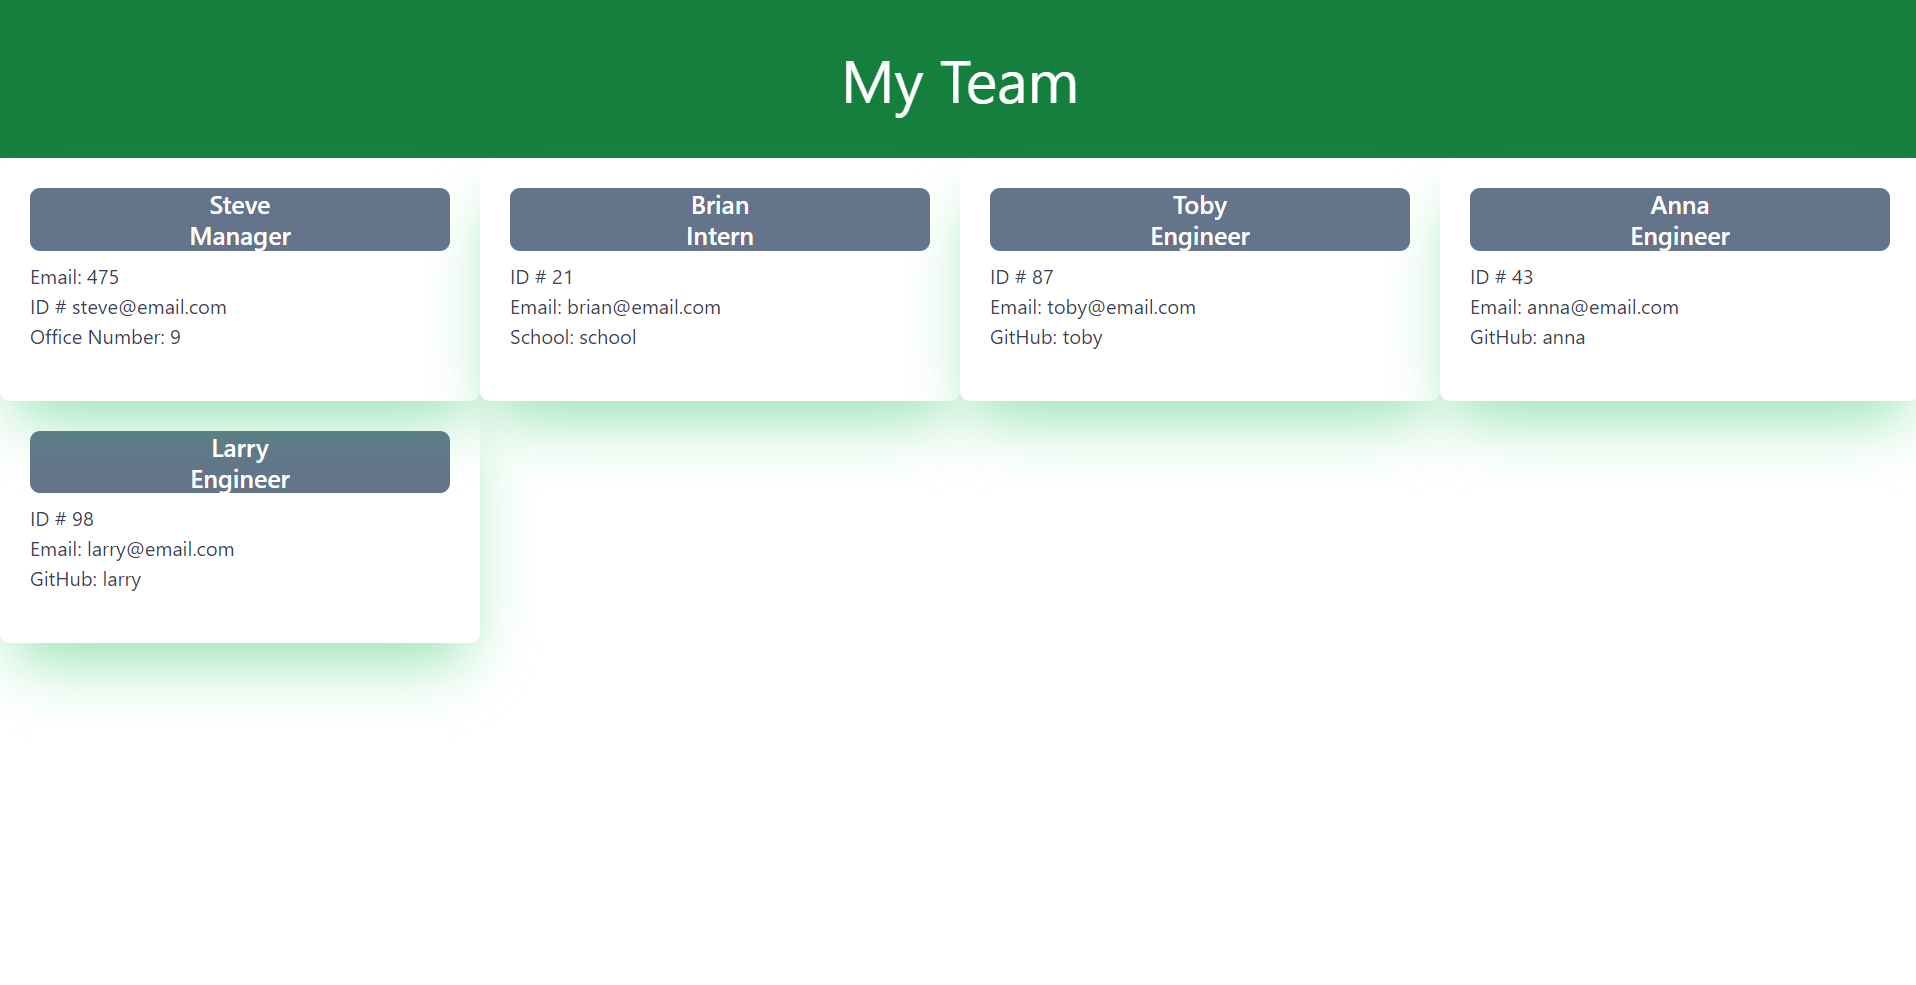 My Team
Steve
Manager
Email: 475
ID # steve@email.com
Office Number: 9
Brian
Intern
ID # 21
Email: brian@email.com
School: school
Toby
Engineer
ID # 87
Email: toby@email.com
GitHub: toby
Anna
Engineer
ID # 43
Email: anna@email.com
GitHub: anna
Larry
Engineer
ID # 98
Email: larry@email.com
GitHub: larry